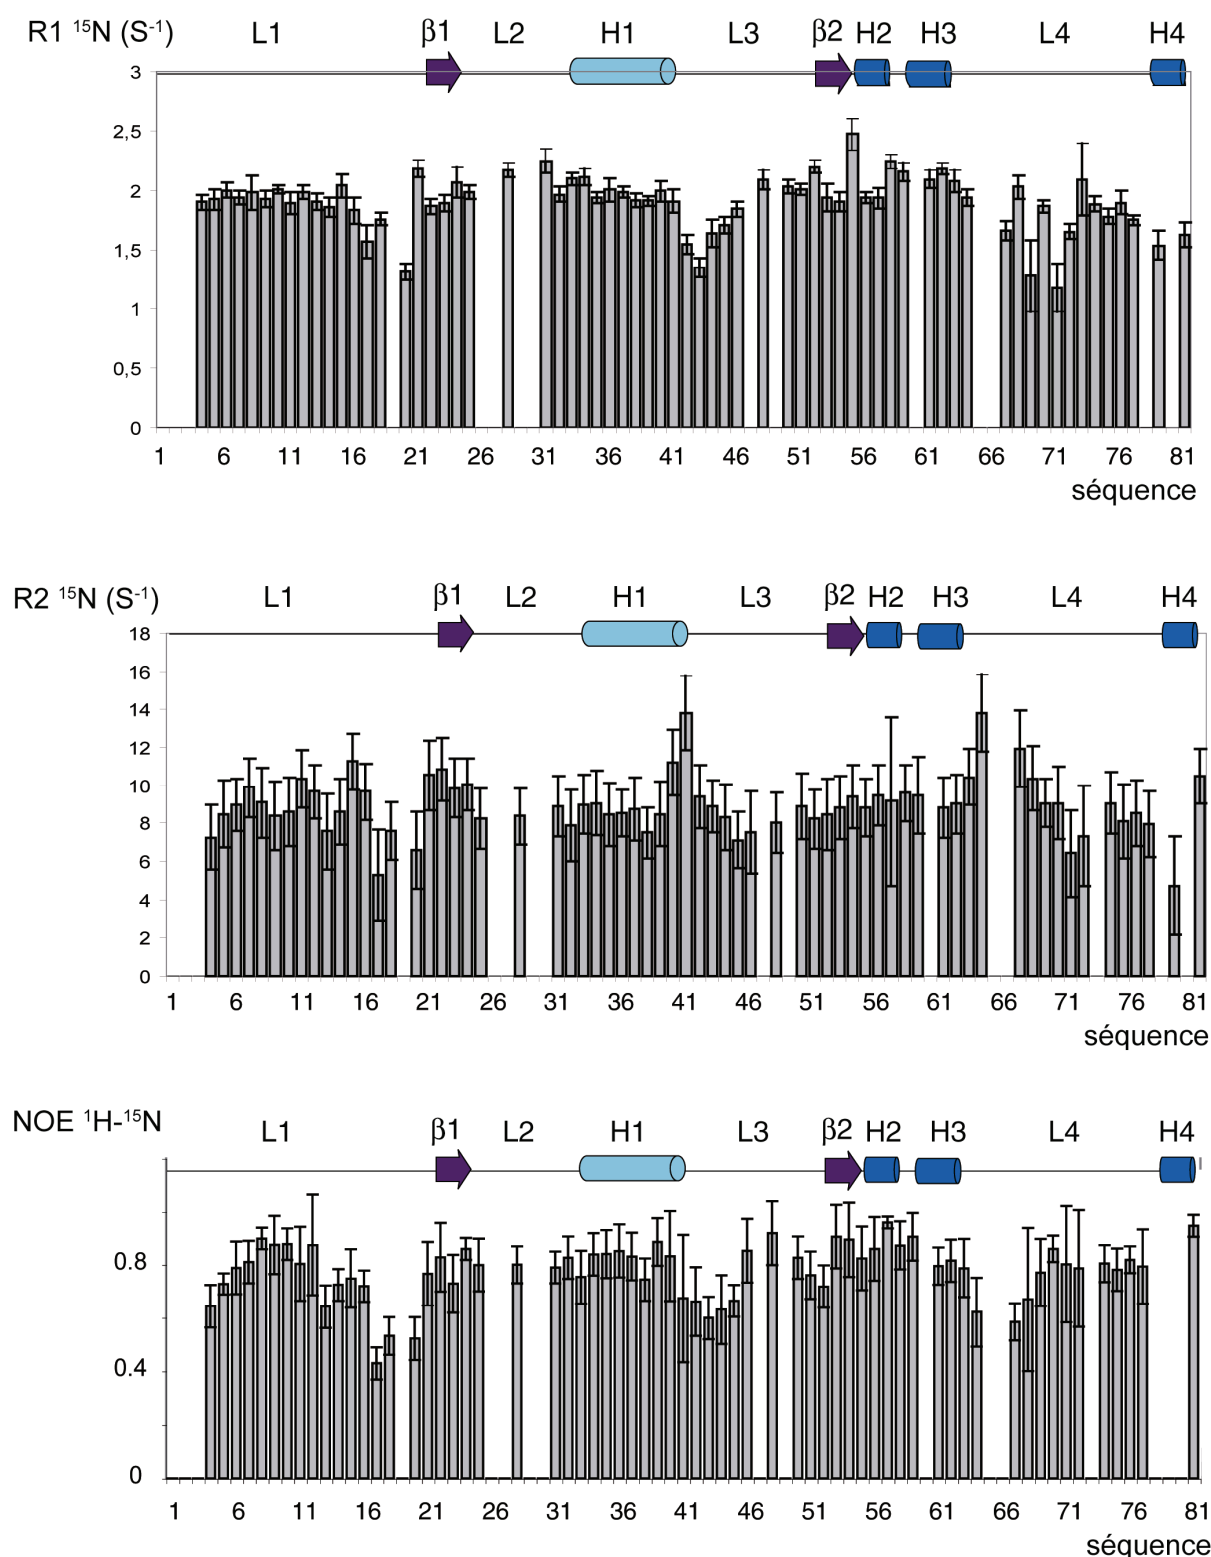 R1 ¹⁵N (S⁻¹) L1 β1 L2 H1 L3 β2 H2 H3 L4 H4
3
2,5
2
1,5
1
0,5
0
1 6 11 16 21 26 31 36 41 46 51 56 61 66 71 76 81
séquence
R2 ¹⁵N (S⁻¹) L1 β1 L2 H1 L3 β2 H2 H3 L4 H4
18
16
14
12
10
8
6
4
2
0
1 6 11 16 21 26 31 36 41 46 51 56 61 66 71 76 81
séquence
NOE ¹H-¹⁵N L1 β1 L2 H1 L3 β2 H2 H3 L4 H4
0.8
0.4
0
1 6 11 16 21 26 31 36 41 46 51 56 61 66 71 76 81
séquence